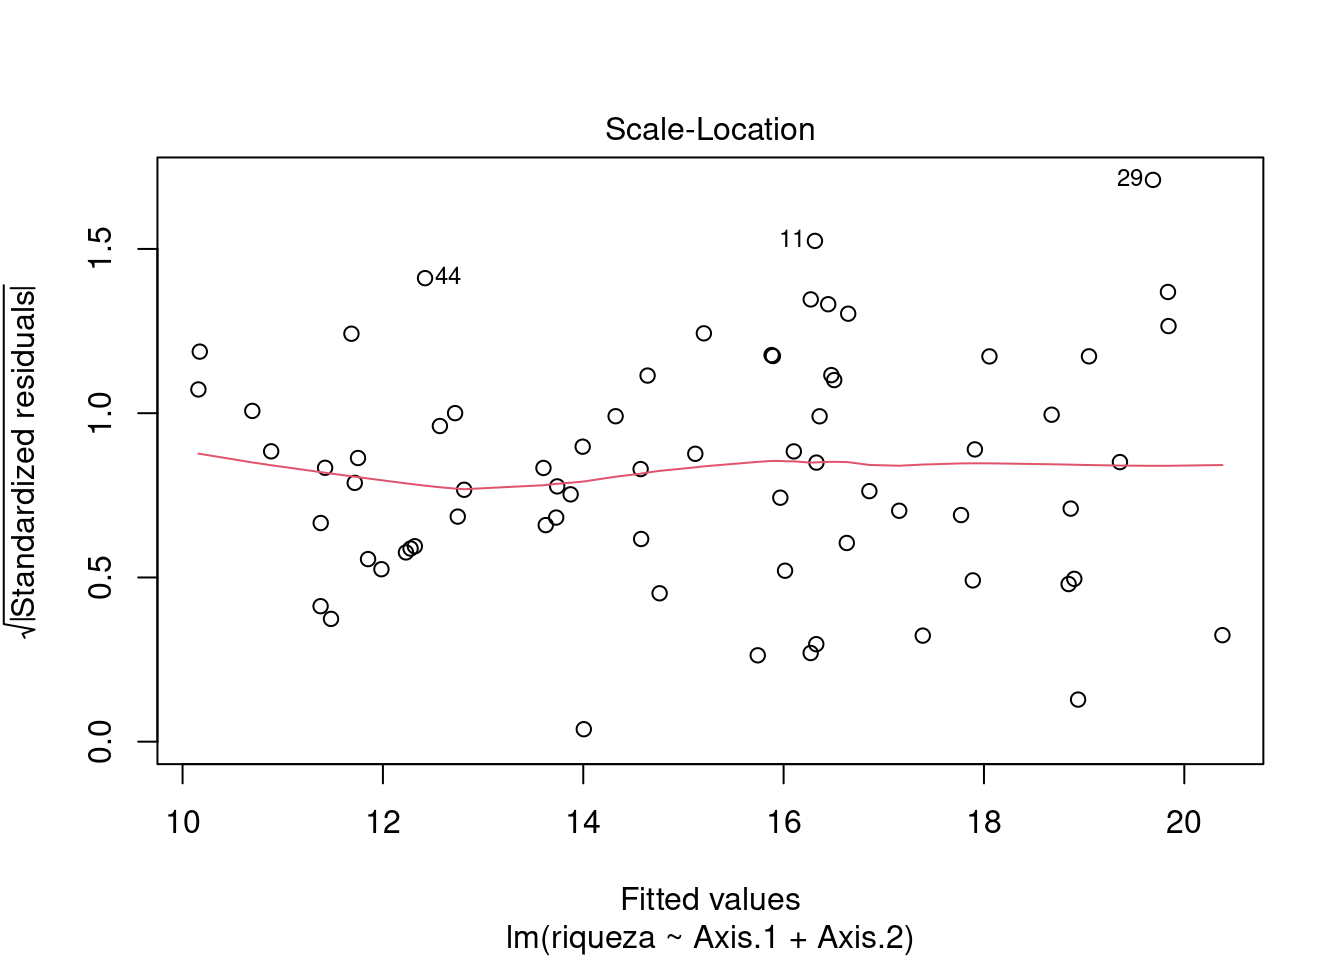 Scale-Location
√|Standardized residuals|
1.5
1.0
0.5
0.0
29
11
44
10 12 14 16 18 20
Fitted values
lm(riqueza ~ Axis.1 + Axis.2)